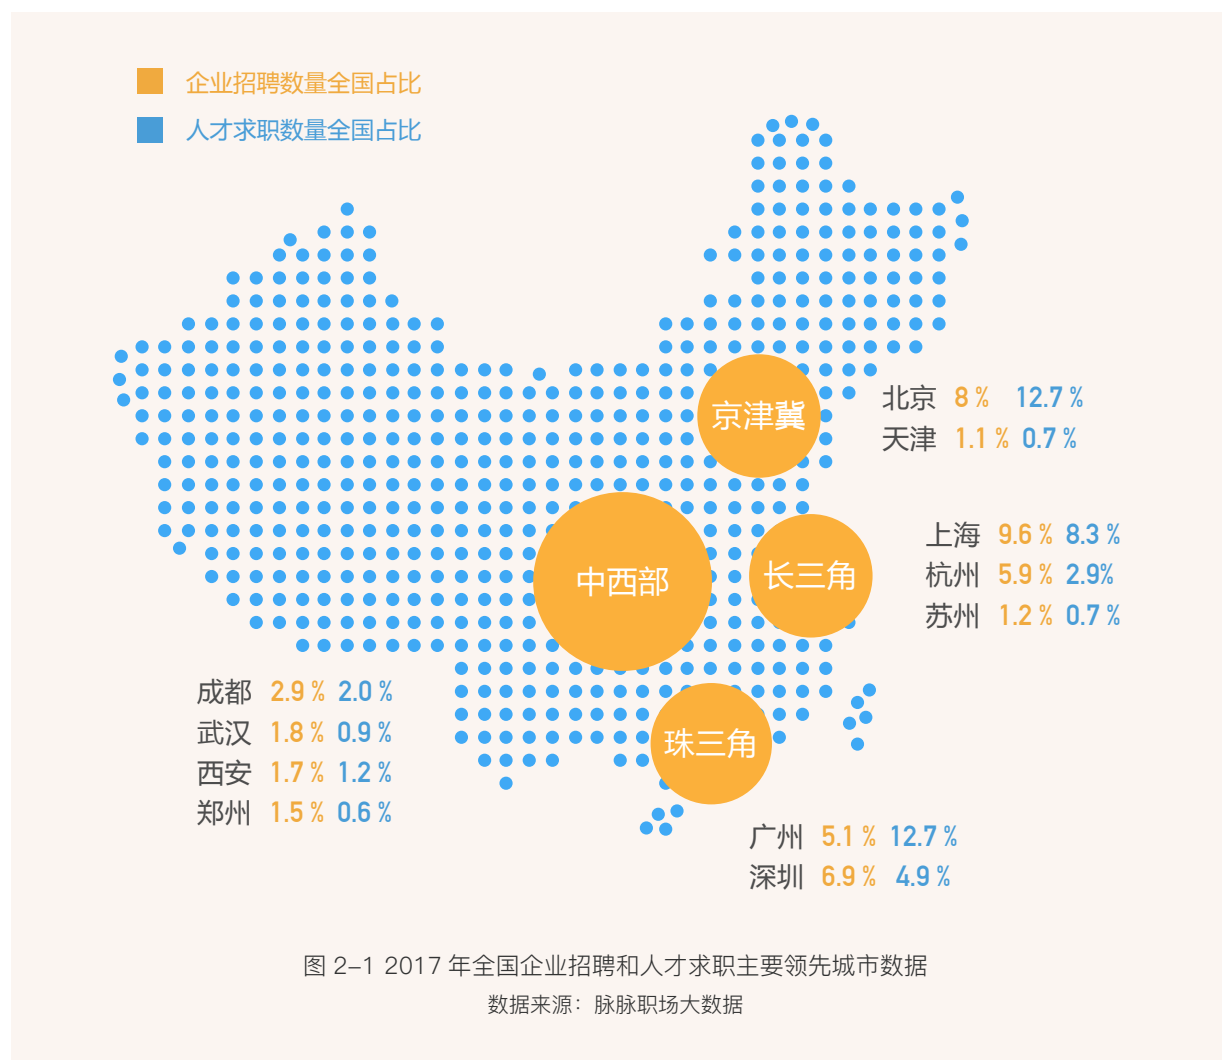 企业招聘数量全国占比
人才求职数量全国占比
京津冀
北京 8 % 12.7 %
天津 1.1 % 0.7 %
中西部
长三角
上海 9.6 % 8.3 %
杭州 5.9 % 2.9%
苏州 1.2 % 0.7 %
成都 2.9 % 2.0 %
武汉 1.8 % 0.9 %
西安 1.7 % 1.2 %
郑州 1.5 % 0.6 %
珠三角
广州 5.1 % 12.7 %
深圳 6.9 % 4.9 %
图 2–1 2017 年全国企业招聘和人才求职主要领先城市数据
数据来源：脉脉职场大数据